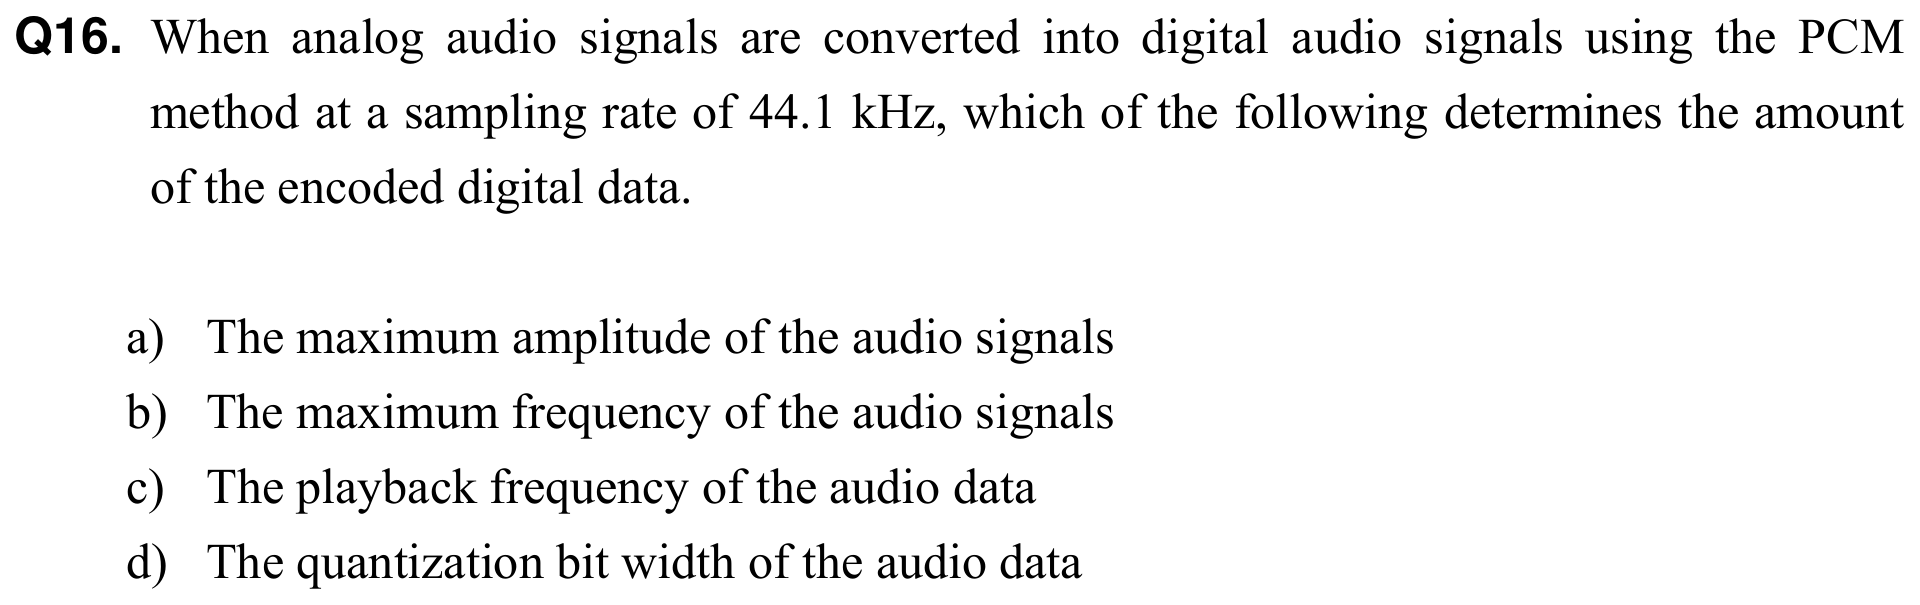 Q16. When analog audio signals are converted into digital audio signals using the PCM
method at a sampling rate of 44.1 kHz, which of the following determines the amount
of the encoded digital data.
a) The maximum amplitude of the audio signals
b) The maximum frequency of the audio signals
c) The playback frequency of the audio data
d) The quantization bit width of the audio data